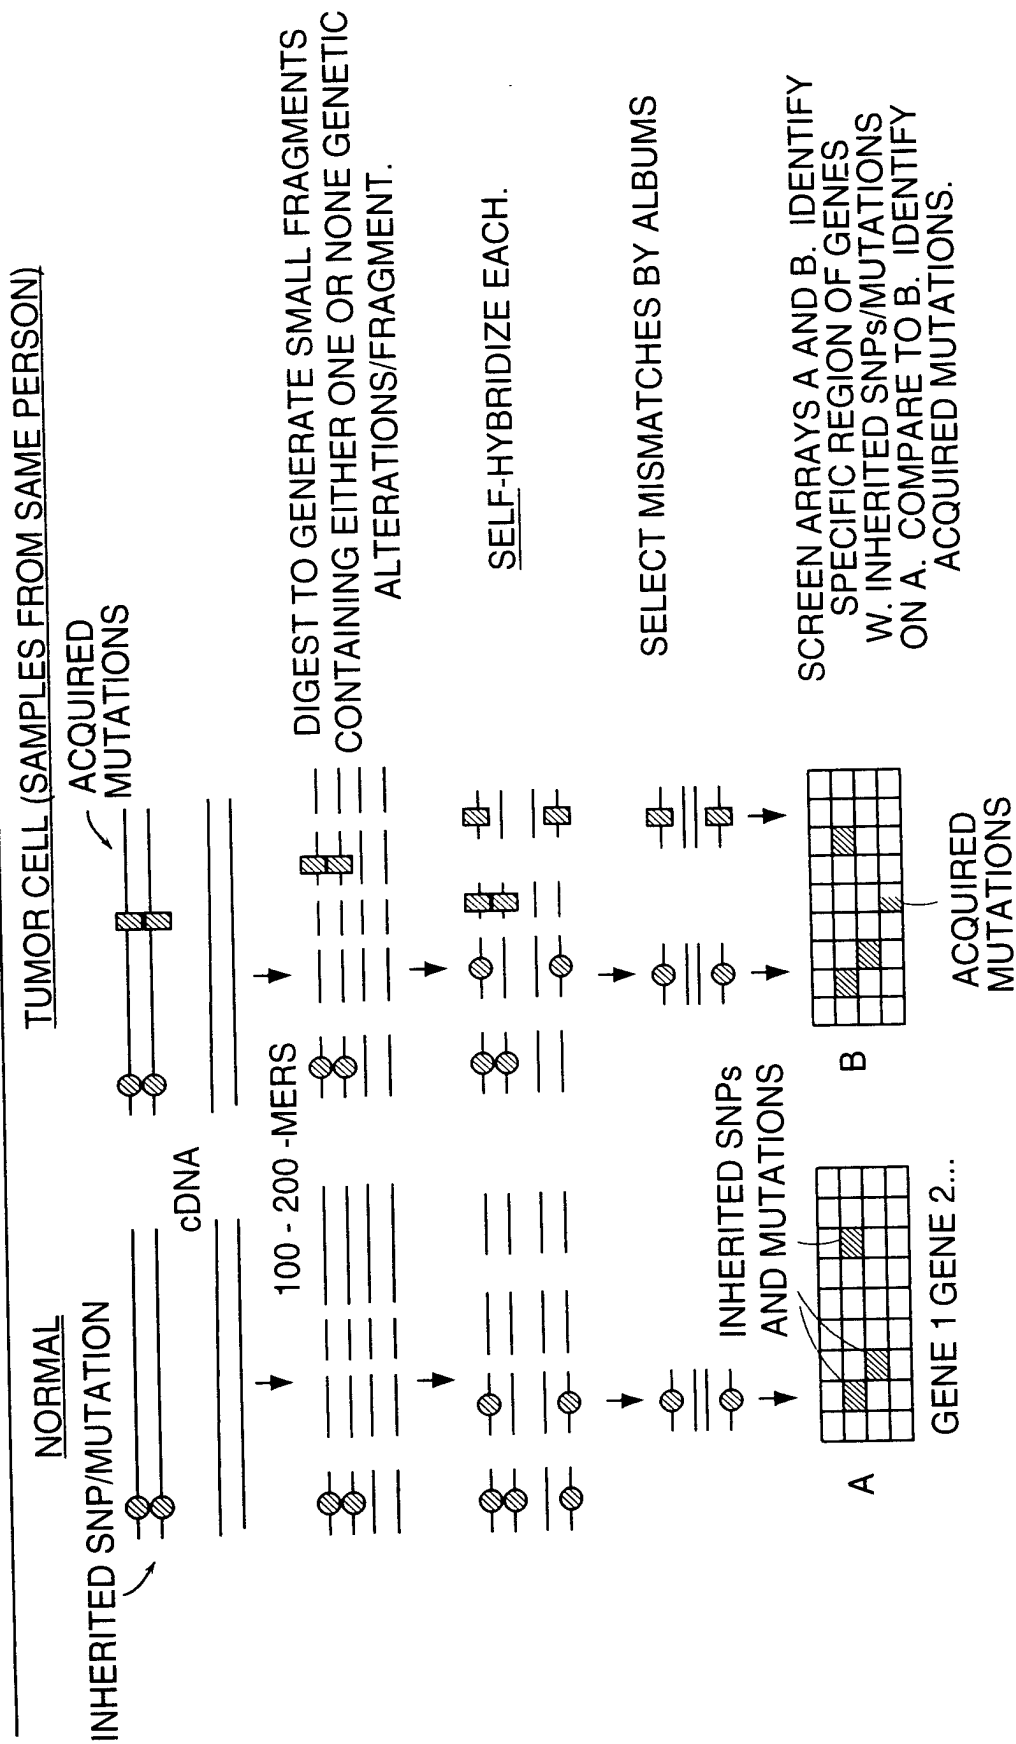 NORMAL
TUMOR CELL (SAMPLES FROM SAME PERSON)
INHERITED SNP/MUTATION
ACQUIRED
MUTATIONS
cDNA
100 - 200 -MERS
DIGEST TO GENERATE SMALL FRAGMENTS
CONTAINING EITHER ONE OR NONE GENETIC
ALTERATIONS/FRAGMENT.
SELF-HYBRIDIZE EACH.
SELECT MISMATCHES BY ALBUMS
INHERITED SNPs
AND MUTATIONS
SCREEN ARRAYS A AND B. IDENTIFY
SPECIFIC REGION OF GENES
W. INHERITED SNPs/MUTATIONS
ON A. COMPARE TO B. IDENTIFY
ACQUIRED MUTATIONS.
A
B
GENE 1 GENE 2...
ACQUIRED
MUTATIONS